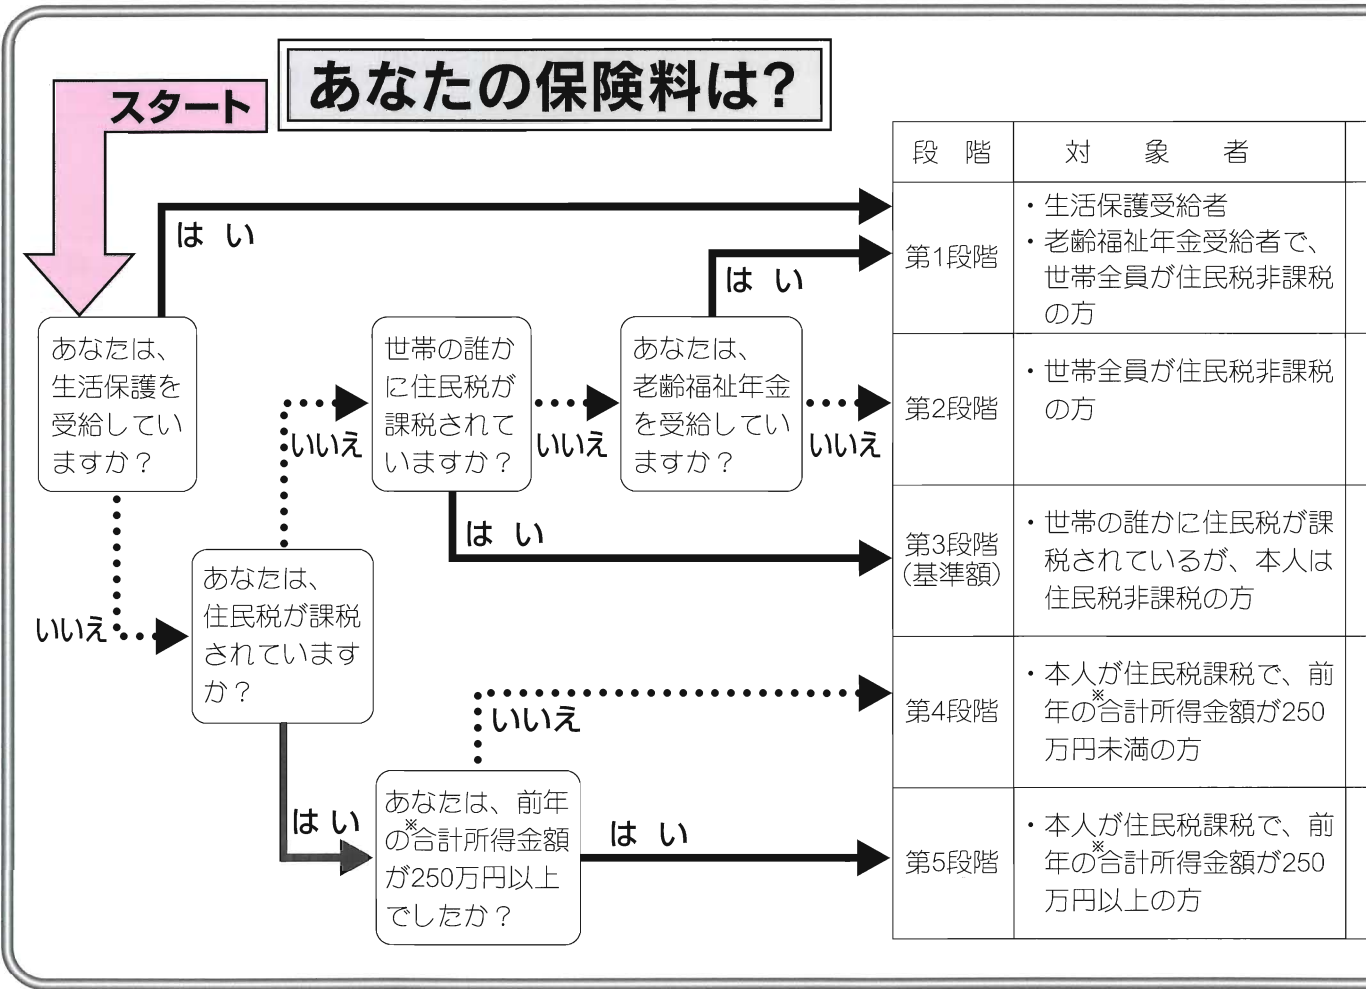 あなたの保険料は?
スタート
はい
はい
あなたは、
生活保護を
受給してい
ますか？
世帯の誰か
に住民税が
課税されて
いますか？
あなたは、
老齢福祉年金
を受給してい
ますか？
いいえ
いいえ
いいえ
はい
あなたは、
住民税が課税
されています
か？
いいえ
いいえ
はい
あなたは、前年
の※合計所得金額
が250万円以上
でしたか？
はい
段階
対象者
第1段階
・生活保護受給者
・老齢福祉年金受給者で、
世帯全員が住民税非課税
の方
第2段階
・世帯全員が住民税非課税
の方
第3段階
（基準額）
・世帯の誰かに住民税が課
税されているが、本人は
住民税非課税の方
第4段階
・本人が住民税課税で、前
年の※合計所得金額が250
万円未満の方
第5段階
・本人が住民税課税で、前
年の※合計所得金額が250
万円以上の方